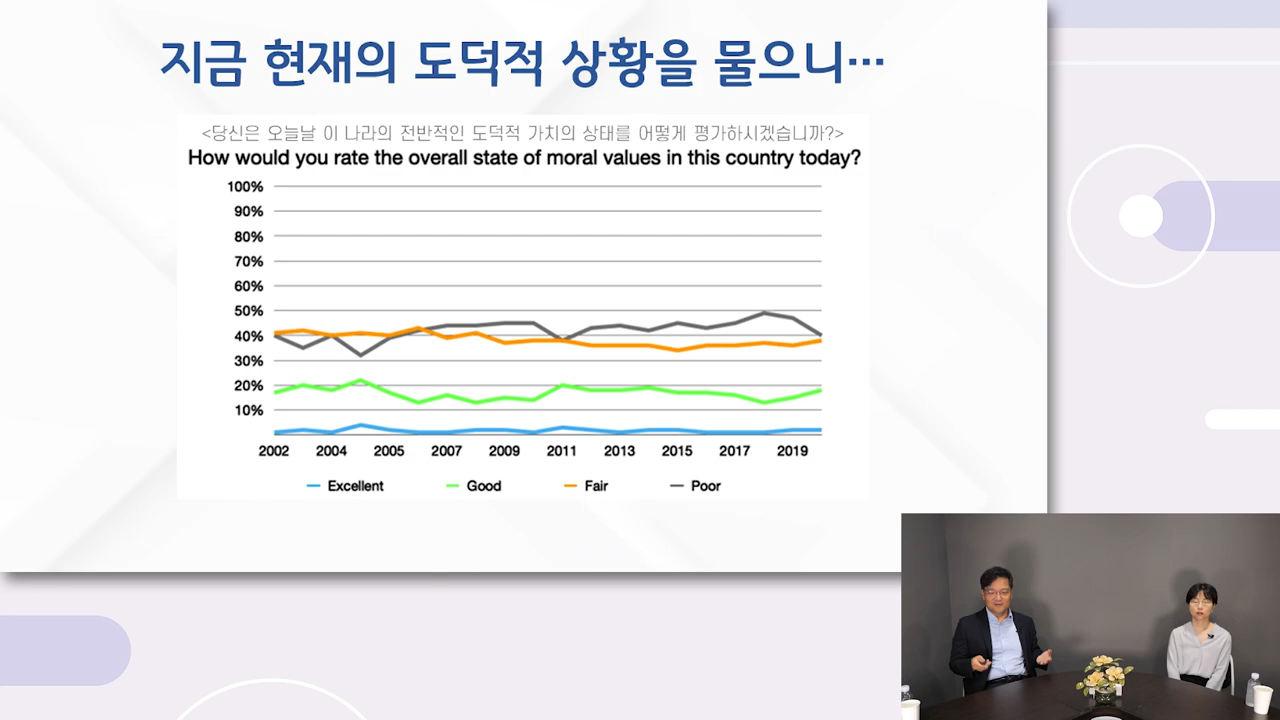 지금 현재의 도덕적 상황을 물으니…
<당신은 오늘날 이 나라의 전반적인 도덕적 가치의 상태를 어떻게 평가하시겠습니까?>
How would you rate the overall state of moral values in this country today?
100%
90%
80%
70%
60%
50%
40%
30%
20%
10%
2002 2004 2005 2007 2009 2011 2013 2015 2017 2019
Excellent Good Fair Poor